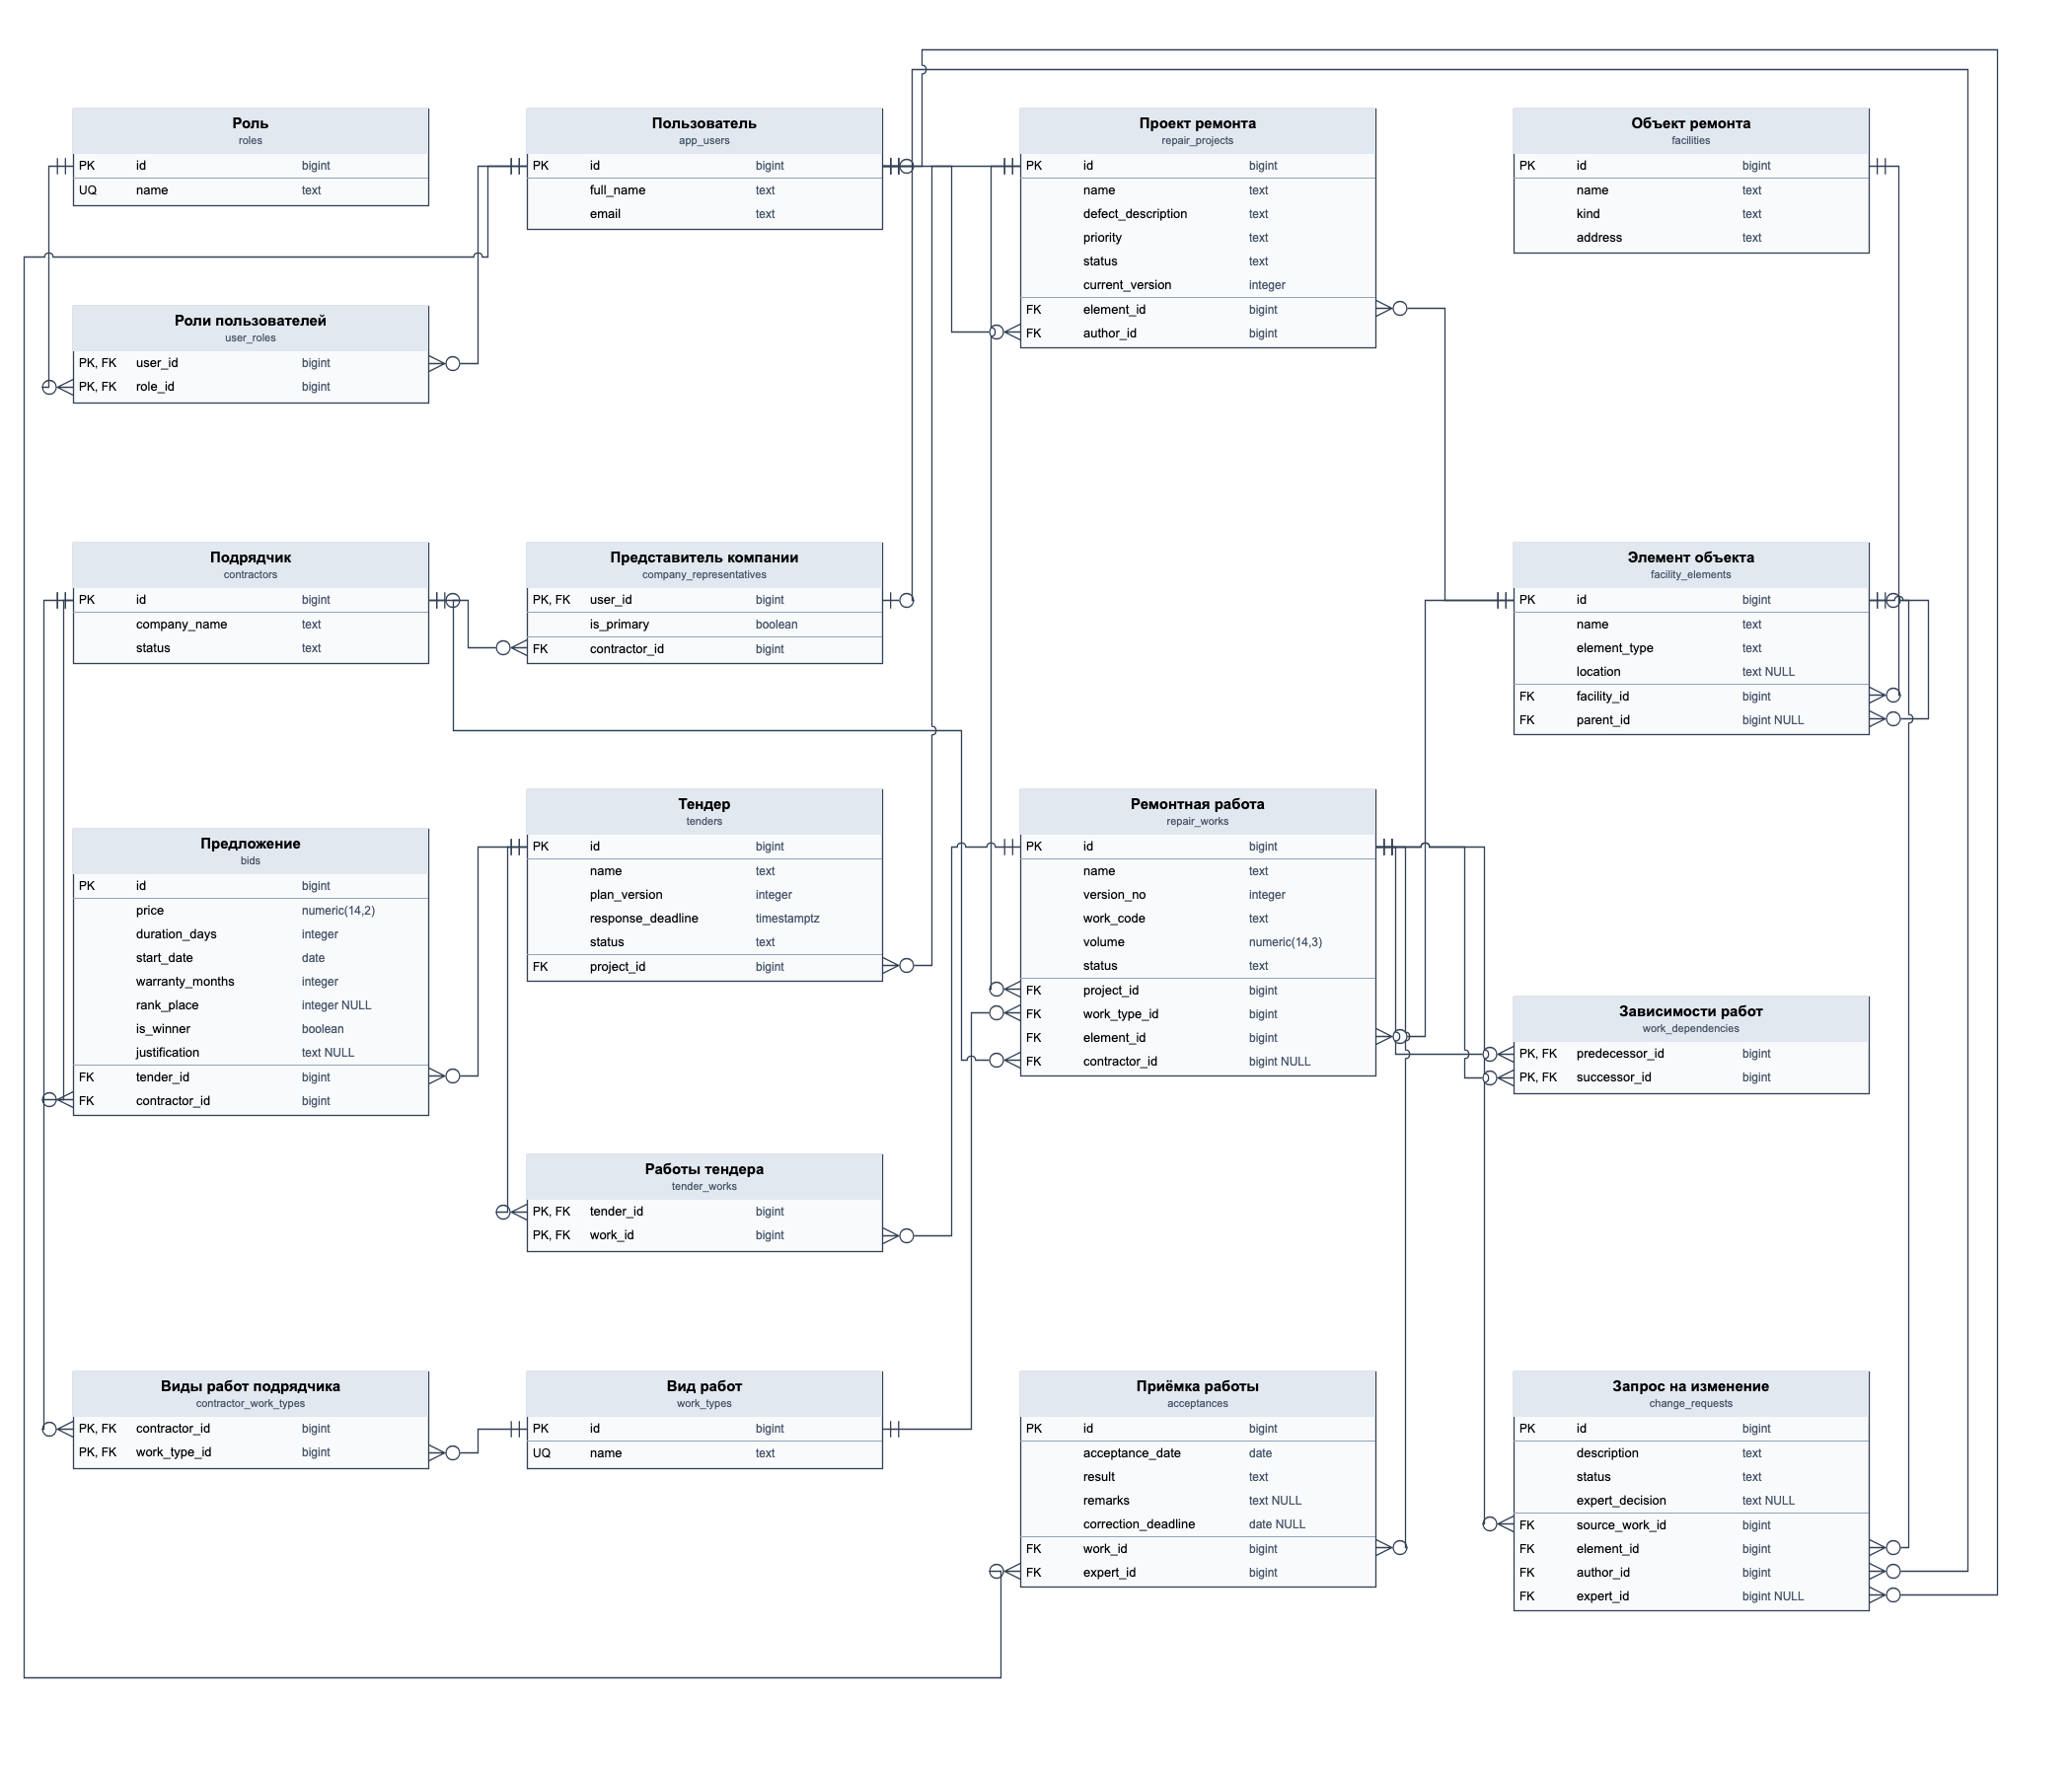 Роль
roles
PK id bigint
UQ name text
Пользователь
app_users
PK id bigint
full_name text
email text
Проект ремонта
repair_projects
PK id bigint
name text
defect_description text
priority text
status text
current_version integer
FK element_id bigint
FK author_id bigint
Объект ремонта
facilities
PK id bigint
name text
kind text
address text
Роли пользователей
user_roles
PK, FK user_id bigint
PK, FK role_id bigint
Подрядчик
contractors
PK id bigint
company_name text
status text
Представитель компании
company_representatives
PK, FK user_id bigint
is_primary boolean
FK contractor_id bigint
Элемент объекта
facility_elements
PK id bigint
name text
element_type text
location text NULL
FK facility_id bigint
FK parent_id bigint NULL
Предложение
bids
PK id bigint
price numeric(14,2)
duration_days integer
start_date date
warranty_months integer
rank_place integer NULL
is_winner boolean
justification text NULL
FK tender_id bigint
FK contractor_id bigint
Тендер
tenders
PK id bigint
name text
plan_version integer
response_deadline timestamptz
status text
FK project_id bigint
Ремонтная работа
repair_works
PK id bigint
name text
version_no integer
work_code text
volume numeric(14,3)
status text
FK project_id bigint
FK work_type_id bigint
FK element_id bigint
FK contractor_id bigint NULL
Зависимости работ
work_dependencies
PK, FK predecessor_id bigint
PK, FK successor_id bigint
Работы тендера
tender_works
PK, FK tender_id bigint
PK, FK work_id bigint
Виды работ подрядчика
contractor_work_types
PK, FK contractor_id bigint
PK, FK work_type_id bigint
Вид работ
work_types
PK id bigint
UQ name text
Приёмка работы
acceptances
PK id bigint
acceptance_date date
result text
remarks text NULL
correction_deadline date NULL
FK work_id bigint
FK expert_id bigint
Запрос на изменение
change_requests
PK id bigint
description text
status text
expert_decision text NULL
FK source_work_id bigint
FK element_id bigint
FK author_id bigint
FK expert_id bigint NULL